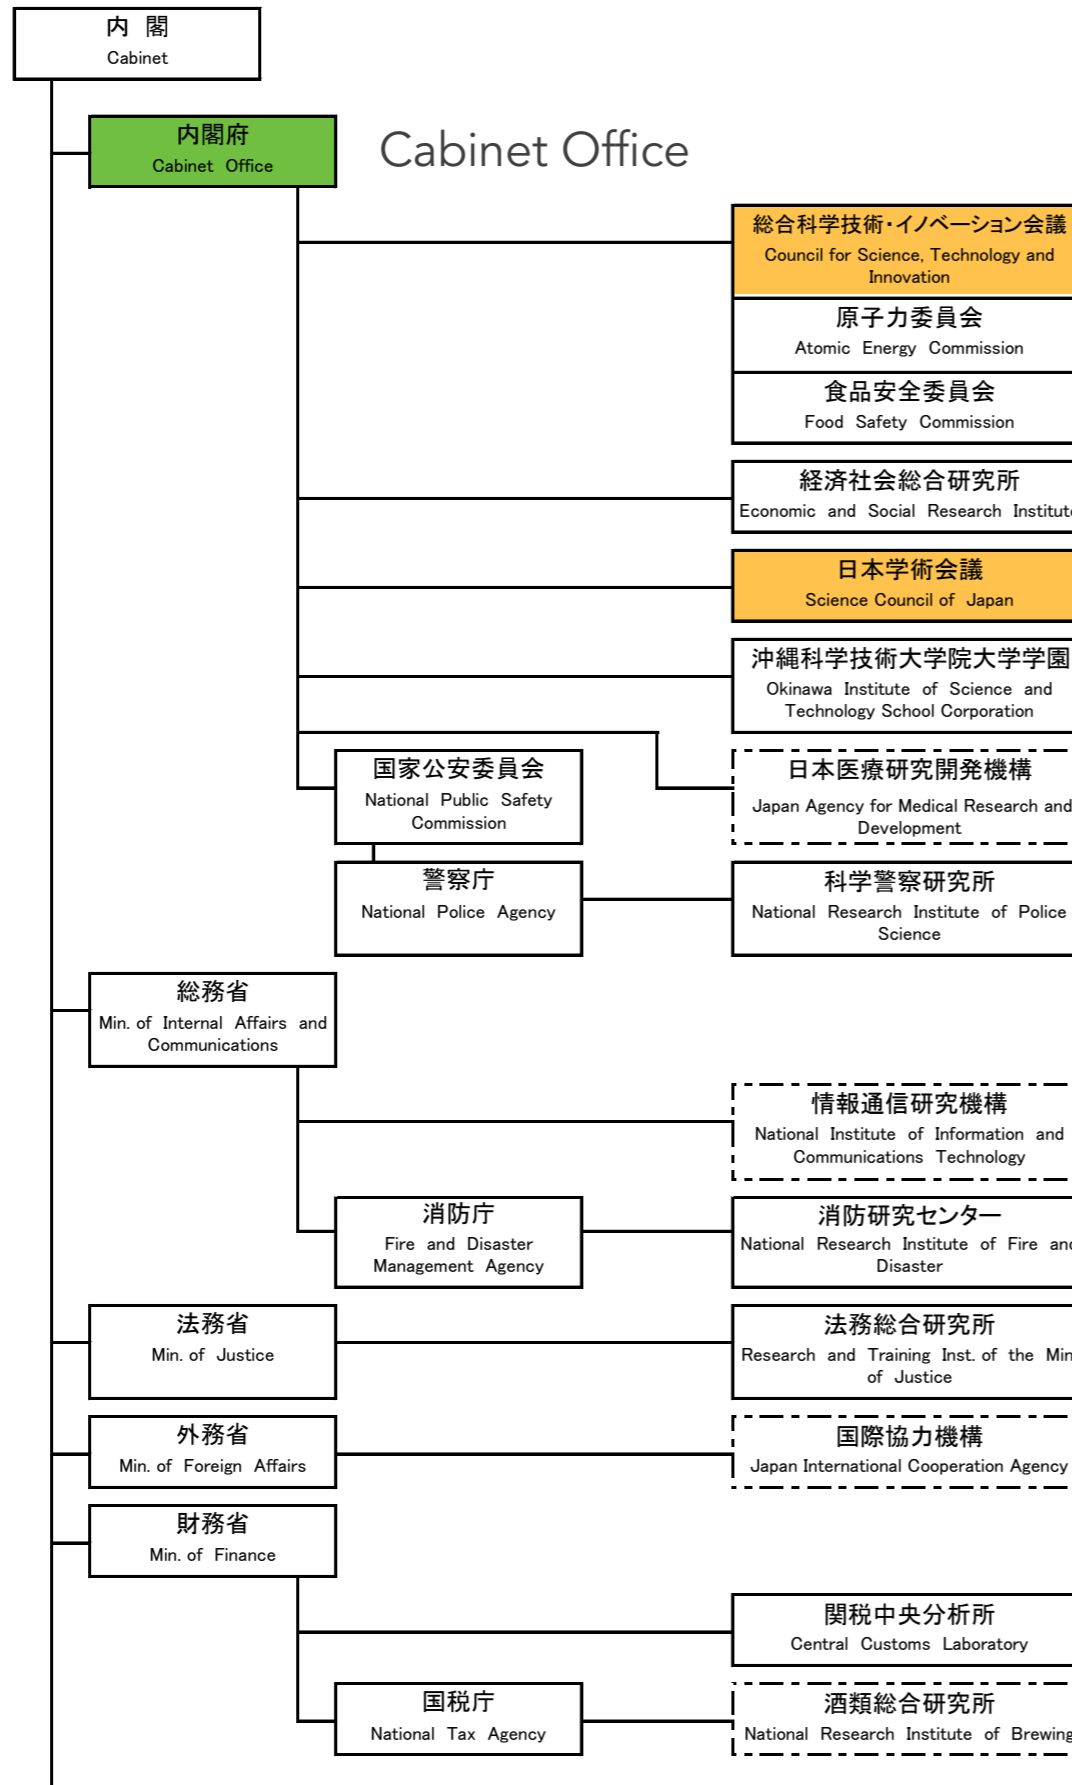 内 閣
Cabinet
内閣府
Cabinet Office
Cabinet Office
総合科学技術・イノベーション会議
Council for Science, Technology and
Innovation
原子力委員会
Atomic Energy Commission
食品安全委員会
Food Safety Commission
経済社会総合研究所
Economic and Social Research Institute
日本学術会議
Science Council of Japan
沖縄科学技術大学院大学学園
Okinawa Institute of Science and
Technology School Corporation
国家公安委員会
National Public Safety
Commission
日本医療研究開発機構
Japan Agency for Medical Research and
Development
警察庁
National Police Agency
科学警察研究所
National Research Institute of Police
Science
総務省
Min. of Internal Affairs and
Communications
情報通信研究機構
National Institute of Information and
Communications Technology
消防庁
Fire and Disaster
Management Agency
消防研究センター
National Research Institute of Fire and
Disaster
法務省
Min. of Justice
法務総合研究所
Research and Training Inst. of the Min
of Justice
外務省
Min. of Foreign Affairs
国際協力機構
Japan International Cooperation Agency
財務省
Min. of Finance
関税中央分析所
Central Customs Laboratory
国税庁
National Tax Agency
酒類総合研究所
National Research Institute of Brewing